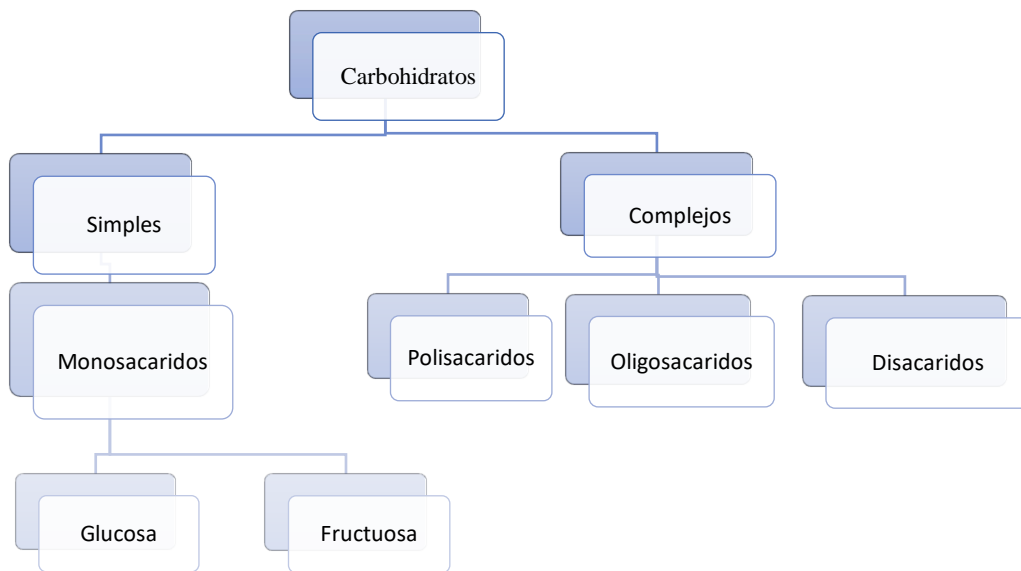 Carbohidratos
Simples
Complejos
Monosacaridos
Polisacaridos
Oligosacaridos
Disacaridos
Glucosa
Fructuosa